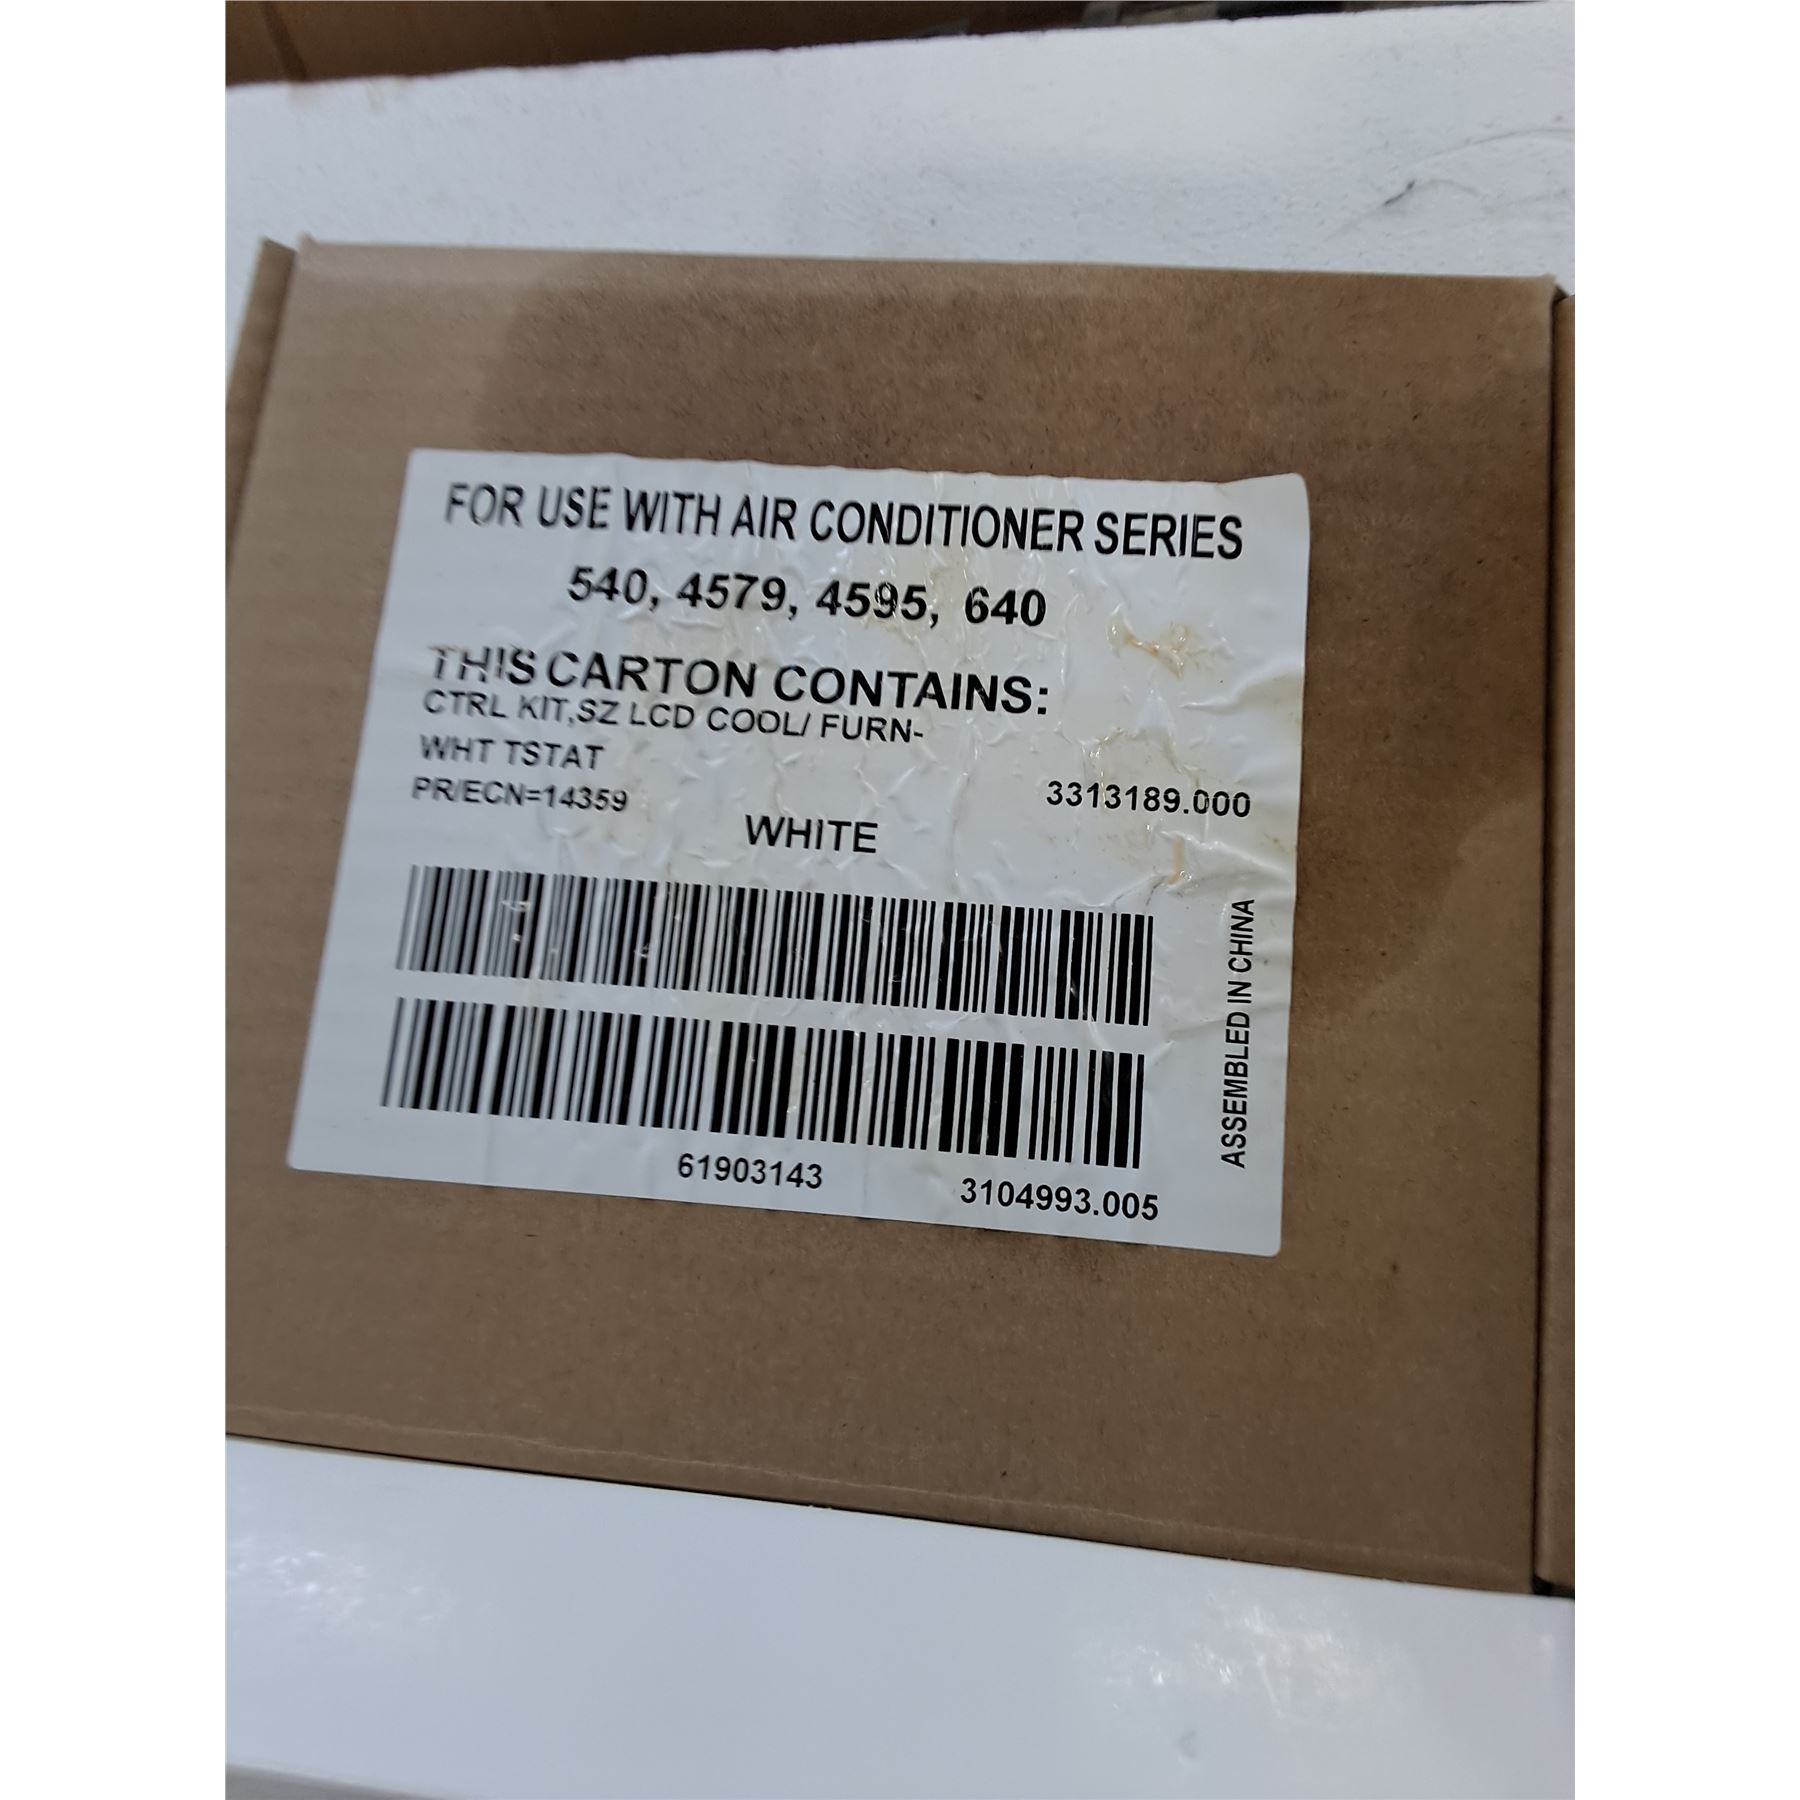 FOR USE WITH AIR CONDITIONER SERIES
540, 4579, 4595, 640
THIS CARTON CONTAINS:
CTRL KIT,SZ LCD COOL/ FURN-
WHT TSTAT
PR/ECN=14359
3313189.000
WHITE
ASSEMBLED IN CHINA
61903143
3104993.005